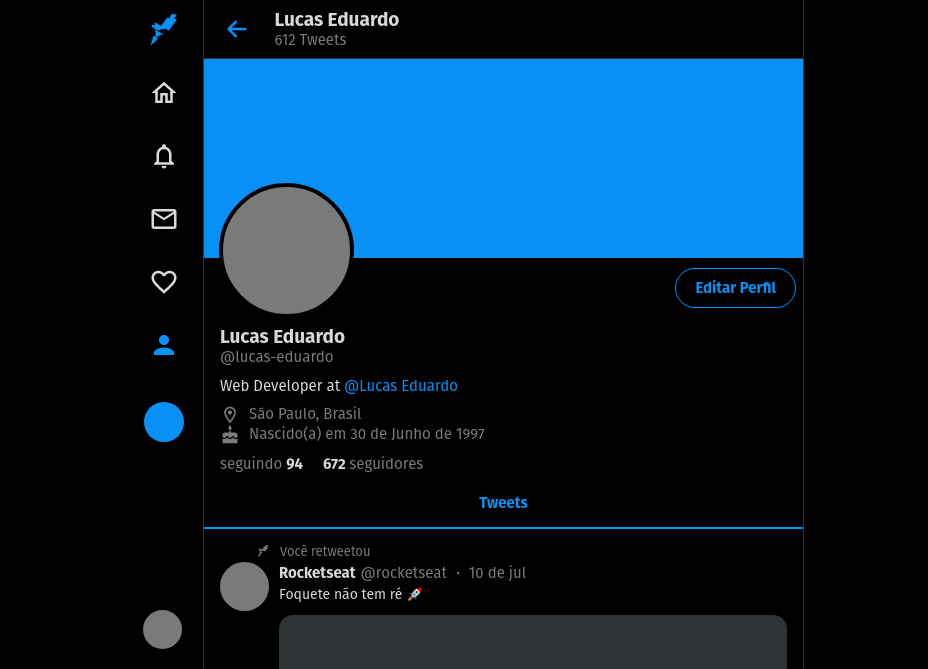 Lucas Eduardo
612 Tweets
Editar Perfil
Lucas Eduardo
@lucas-eduardo
Web Developer at @Lucas Eduardo
São Paulo, Brasil
Nascido(a) em 30 de Junho de 1997
seguindo 94 672 seguidores
Tweets
Você retweetou
Rocketseat @rocketseat · 10 de jul
Foquete não tem ré 🚀